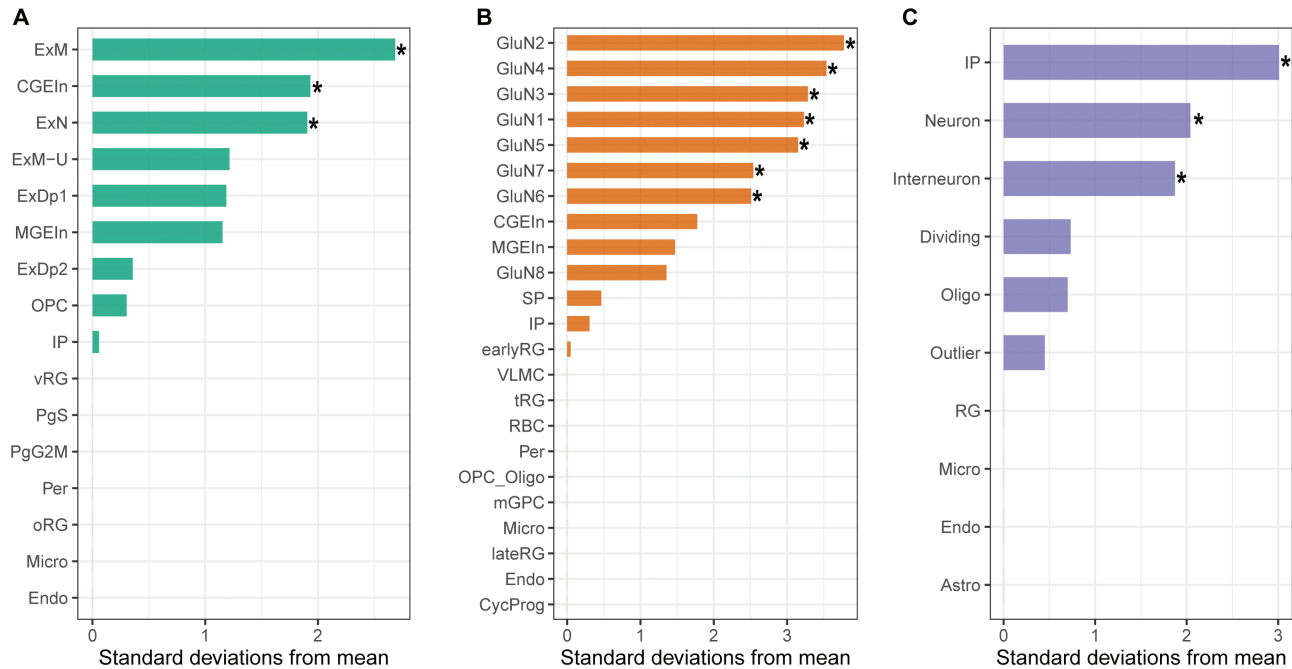 A
ExM
*
CGEIn
*
ExN
*
ExM−U
ExDp1
MGEIn
ExDp2
OPC
IP
vRG
PgS
PgG2M
Per
oRG
Micro
Endo
0 1 2
Standard deviations from mean
B
GluN2
*
GluN4
*
GluN3
*
GluN1
*
GluN5
*
GluN7
*
GluN6
*
CGEIn
MGEIn
GluN8
SP
IP
earlyRG
VLMC
tRG
RBC
Per
OPC_Oligo
mGPC
Micro
lateRG
Endo
CycProg
0 1 2 3
Standard deviations from mean
C
IP
*
Neuron
*
Interneuron
*
Dividing
Oligo
Outlier
RG
Micro
Endo
Astro
0 1 2 3
Standard deviations from mean